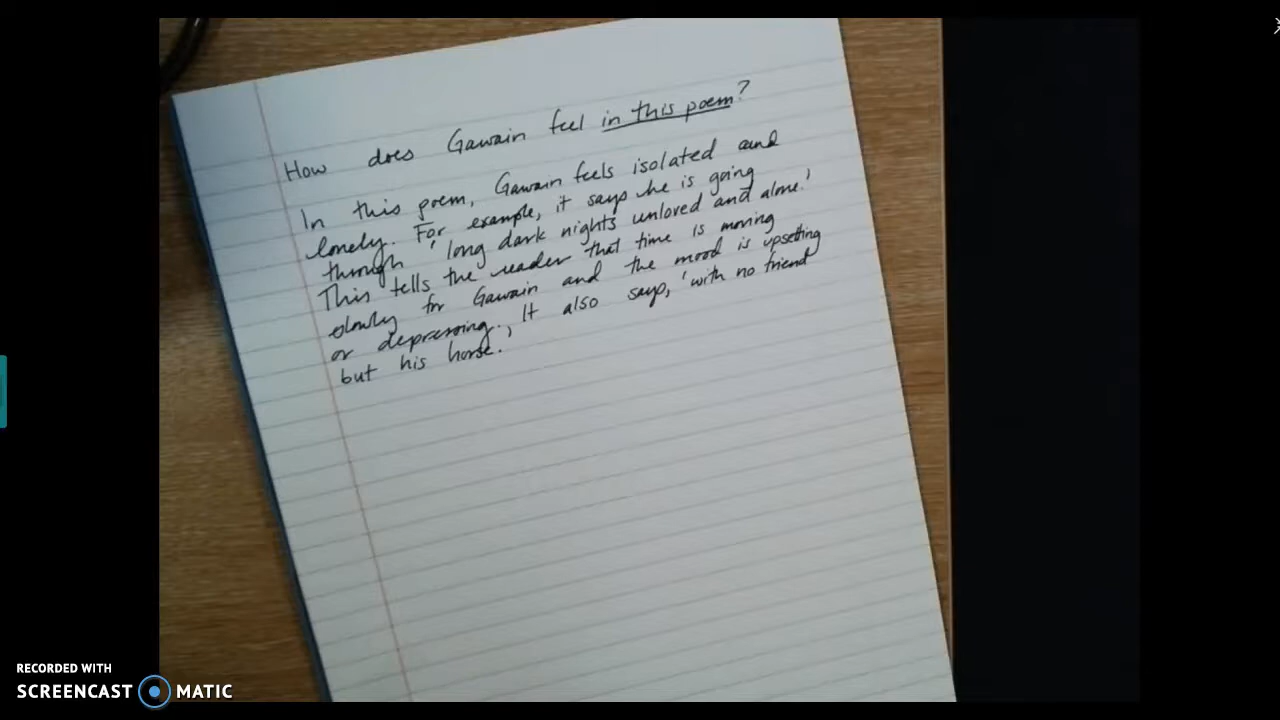 How does Gawain feel in this poem?
In this poem, Gawain feels isolated and
lonely. For example, it says he is going
through 'long dark nights unloved and alone.'
This tells the reader that time is moving
slowly for Gawain and the mood is upsetting
or depressing. It also says, 'with no friend
but his horse.'
RECORDED WITH
SCREENCAST MATIC